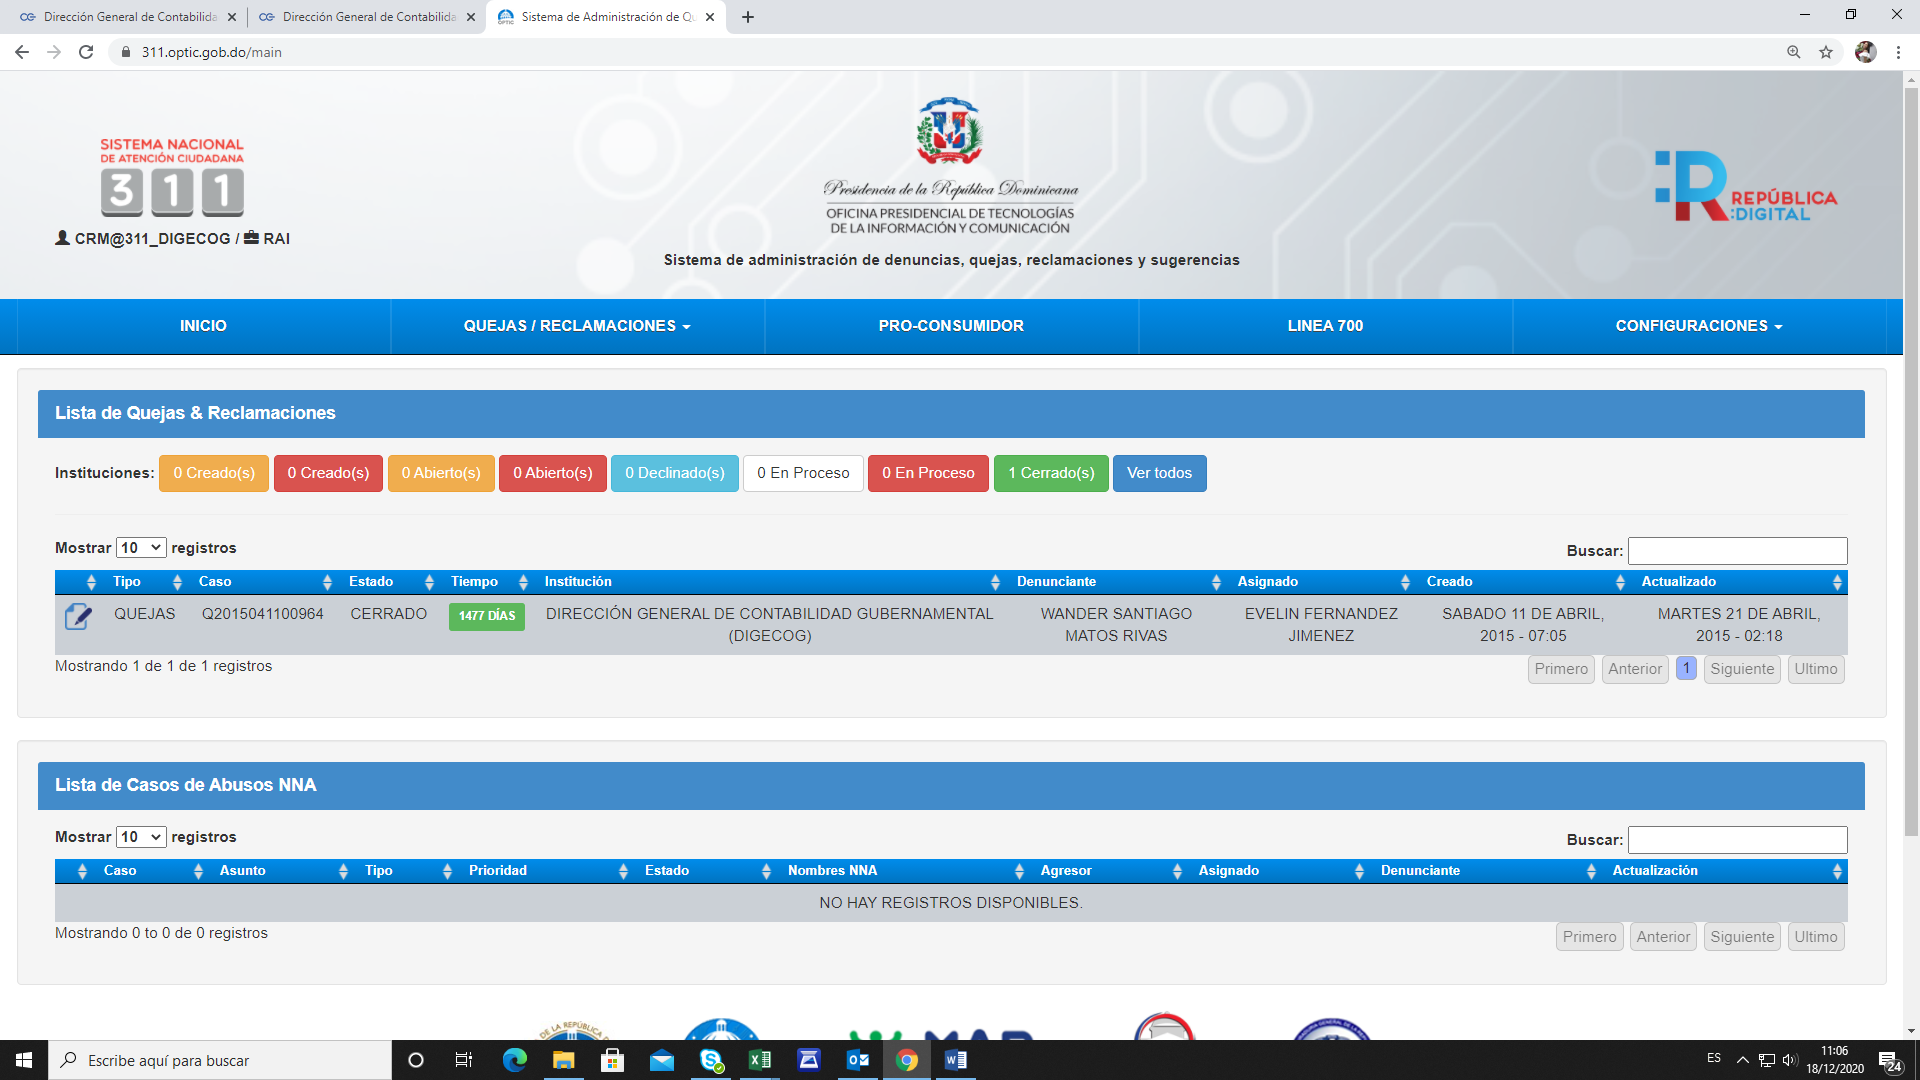 Dirección General de Contabilida
Dirección General de Contabilida
Sistema de Administración de Qu
311.optic.gob.do/main
SISTEMA NACIONAL
DE ATENCIÓN CIUDADANA
311
CRM@311_DIGECOG / RAI
Presidencia de la República Dominicana
OFICINA PRESIDENCIAL DE TECNOLOGÍAS
DE LA INFORMACIÓN Y COMUNICACIÓN
Sistema de administración de denuncias, quejas, reclamaciones y sugerencias
:R REPÚBLICA
:DIGITAL
INICIO QUEJAS / RECLAMACIONES PRO-CONSUMIDOR LINEA 700 CONFIGURACIONES
Lista de Quejas & Reclamaciones
Instituciones: 0 Creado(s) 0 Creado(s) 0 Abierto(s) 0 Abierto(s) 0 Declinado(s) 0 En Proceso 0 En Proceso 1 Cerrado(s) Ver todos
Mostrar 10 registros Buscar:
Tipo Caso Estado Tiempo Institución Denunciante Asignado Creado Actualizado
QUEJAS Q2015041100964 CERRADO 1477 DÍAS DIRECCIÓN GENERAL DE CONTABILIDAD GUBERNAMENTAL WANDER SANTIAGO EVELIN FERNANDEZ SABADO 11 DE ABRIL, MARTES 21 DE ABRIL,
(DIGECOG) MATOS RIVAS JIMENEZ 2015 - 07:05 2015 - 02:18
Mostrando 1 de 1 de 1 registros Primero Anterior 1 Siguiente Ultimo
Lista de Casos de Abusos NNA
Mostrar 10 registros Buscar:
Caso Asunto Tipo Prioridad Estado Nombres NNA Agresor Asignado Denunciante Actualización
NO HAY REGISTROS DISPONIBLES.
Mostrando 0 to 0 de 0 registros Primero Anterior Siguiente Ultimo
DE LA REPÚBLICA
MAP
Escribe aquí para buscar
ES
11:06
18/12/2020
24